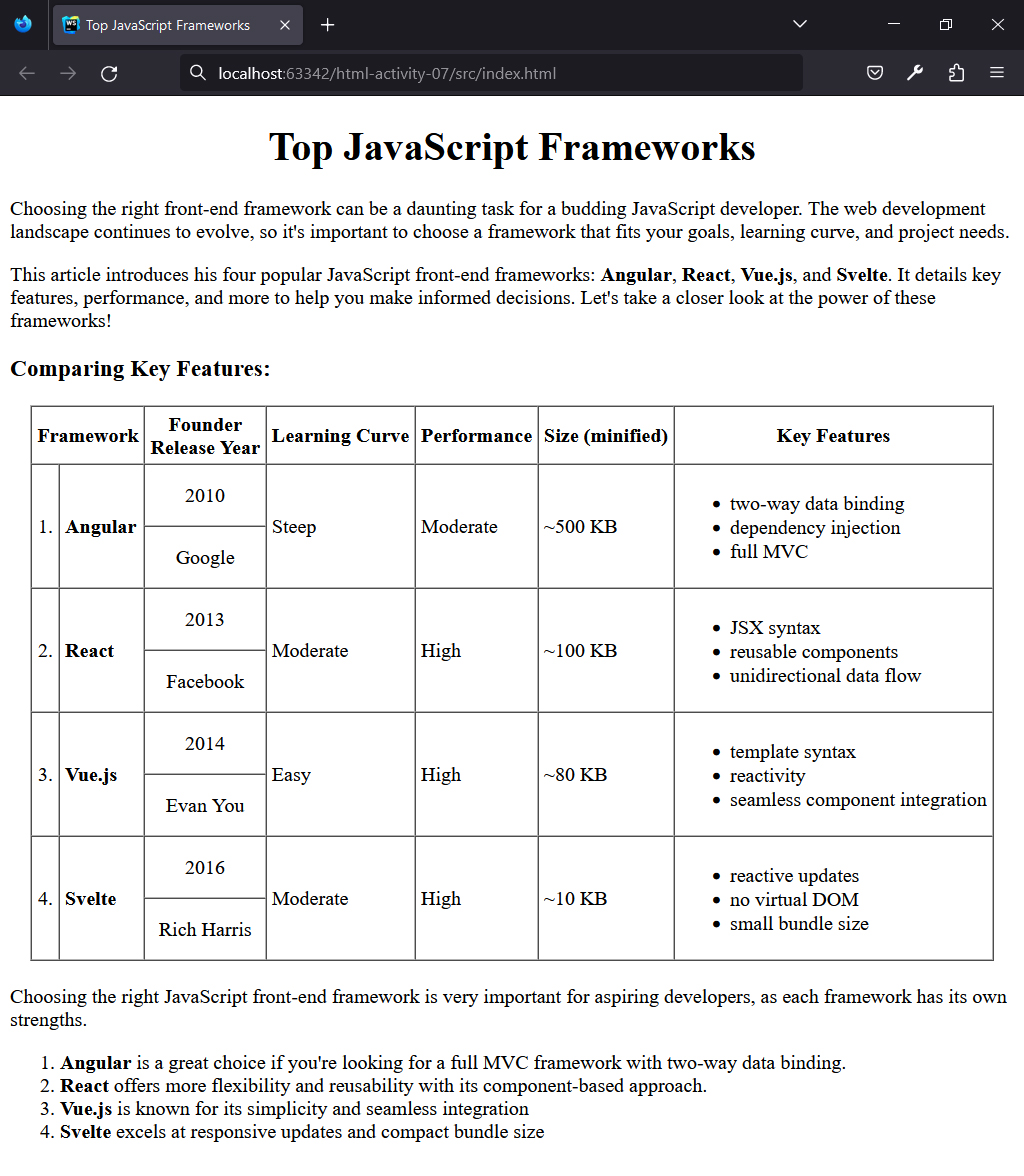 Top JavaScript Frameworks
localhost:63342/html-activity-07/src/index.html
Top JavaScript Frameworks
Choosing the right front-end framework can be a daunting task for a budding JavaScript developer. The web development
landscape continues to evolve, so it's important to choose a framework that fits your goals, learning curve, and project needs.
This article introduces his four popular JavaScript front-end frameworks: Angular, React, Vue.js, and Svelte. It details key
features, performance, and more to help you make informed decisions. Let's take a closer look at the power of these
frameworks!
Comparing Key Features:
Framework
Founder
Release Year
Learning Curve
Performance
Size (minified)
Key Features
1.
Angular
2010
Google
Steep
Moderate
~500 KB
• two-way data binding
• dependency injection
• full MVC
2.
React
2013
Facebook
Moderate
High
~100 KB
• JSX syntax
• reusable components
• unidirectional data flow
3.
Vue.js
2014
Evan You
Easy
High
~80 KB
• template syntax
• reactivity
• seamless component integration
4.
Svelte
2016
Rich Harris
Moderate
High
~10 KB
• reactive updates
• no virtual DOM
• small bundle size
Choosing the right JavaScript front-end framework is very important for aspiring developers, as each framework has its own
strengths.
1. Angular is a great choice if you're looking for a full MVC framework with two-way data binding.
2. React offers more flexibility and reusability with its component-based approach.
3. Vue.js is known for its simplicity and seamless integration
4. Svelte excels at responsive updates and compact bundle size